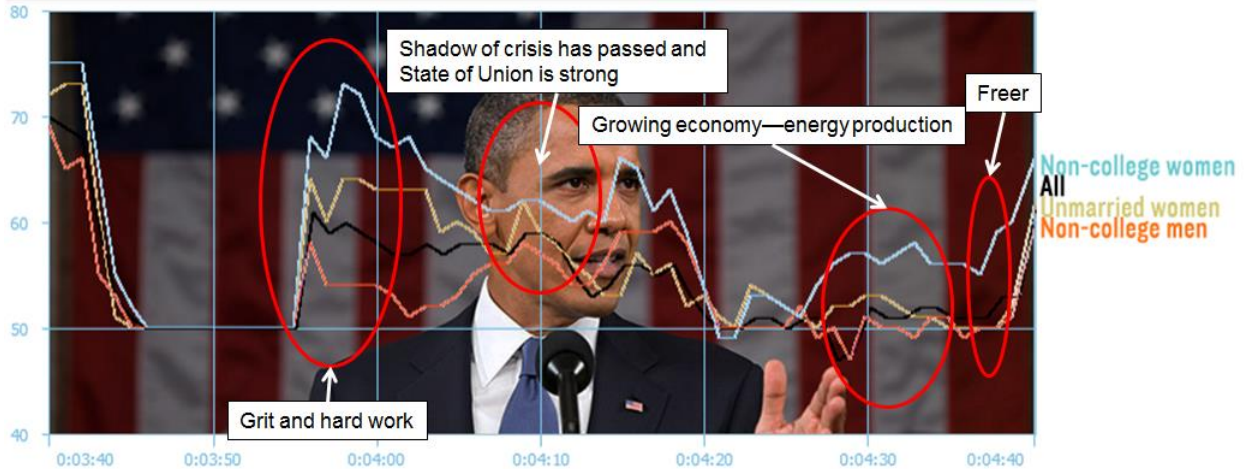 80
Shadow of crisis has passed and
State of Union is strong
Freer
70
Growing economy—energy production
Non-college women
All
Unmarried women
Non-college men
60
50
Grit and hard work
40
0:03:40 0:03:50 0:04:00 0:04:10 0:04:20 0:04:30 0:04:40